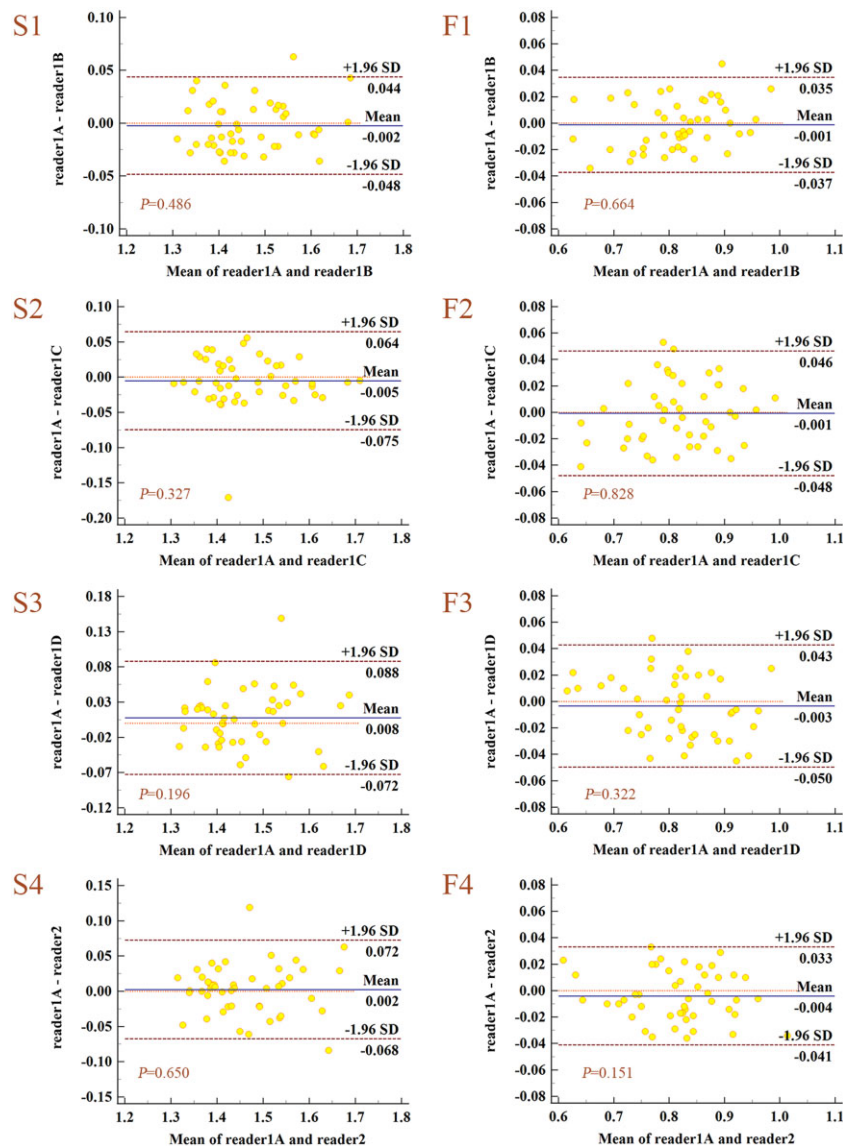 S1
reader1A - reader1B
0.10
0.05
0.00
-0.05
-0.10
+1.96 SD
0.044
Mean
-0.002
-1.96 SD
-0.048
P=0.486
1.2 1.3 1.4 1.5 1.6 1.7 1.8
Mean of reader1A and reader1B
F1
reader1A - reader1B
0.08
0.06
0.04
0.02
0.00
-0.02
-0.04
-0.06
-0.08
+1.96 SD
0.035
Mean
-0.001
-1.96 SD
-0.037
P=0.664
0.6 0.7 0.8 0.9 1.0 1.1
Mean of reader1A and reader1B
S2
reader1A - reader1C
0.10
0.05
0.00
-0.05
-0.10
-0.15
-0.20
+1.96 SD
0.064
Mean
-0.005
-1.96 SD
-0.075
P=0.327
1.2 1.3 1.4 1.5 1.6 1.7 1.8
Mean of reader1A and reader1C
F2
reader1A - reader1C
0.08
0.06
0.04
0.02
0.00
-0.02
-0.04
-0.06
-0.08
+1.96 SD
0.046
Mean
-0.001
-1.96 SD
-0.048
P=0.828
0.6 0.7 0.8 0.9 1.0 1.1
Mean of reader1A and reader1C
S3
reader1A - reader1D
0.18
0.13
0.08
0.03
-0.02
-0.07
-0.12
+1.96 SD
0.088
Mean
0.008
-1.96 SD
-0.072
P=0.196
1.2 1.3 1.4 1.5 1.6 1.7 1.8
Mean of reader1A and reader1D
F3
reader1A - reader1D
0.08
0.06
0.04
0.02
0.00
-0.02
-0.04
-0.06
-0.08
+1.96 SD
0.043
Mean
-0.003
-1.96 SD
-0.050
P=0.322
0.6 0.7 0.8 0.9 1.0 1.1
Mean of reader1A and reader1D
S4
reader1A - reader2
0.15
0.10
0.05
0.00
-0.05
-0.10
-0.15
+1.96 SD
0.072
Mean
0.002
-1.96 SD
-0.068
P=0.650
1.2 1.3 1.4 1.5 1.6 1.7 1.8
Mean of reader1A and reader2
F4
reader1A - reader2
0.08
0.06
0.04
0.02
0.00
-0.02
-0.04
-0.06
-0.08
+1.96 SD
0.033
Mean
-0.004
-1.96 SD
-0.041
P=0.151
0.6 0.7 0.8 0.9 1.0 1.1
Mean of reader1A and reader2